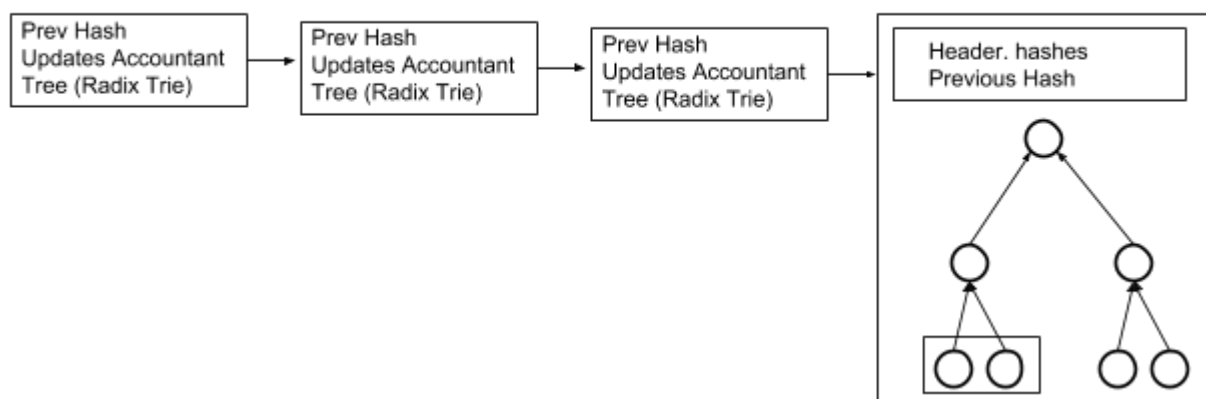 Prev Hash
Updates Accountant
Tree (Radix Trie)
Prev Hash
Updates Accountant
Tree (Radix Trie)
Prev Hash
Updates Accountant
Tree (Radix Trie)
Header. hashes
Previous Hash